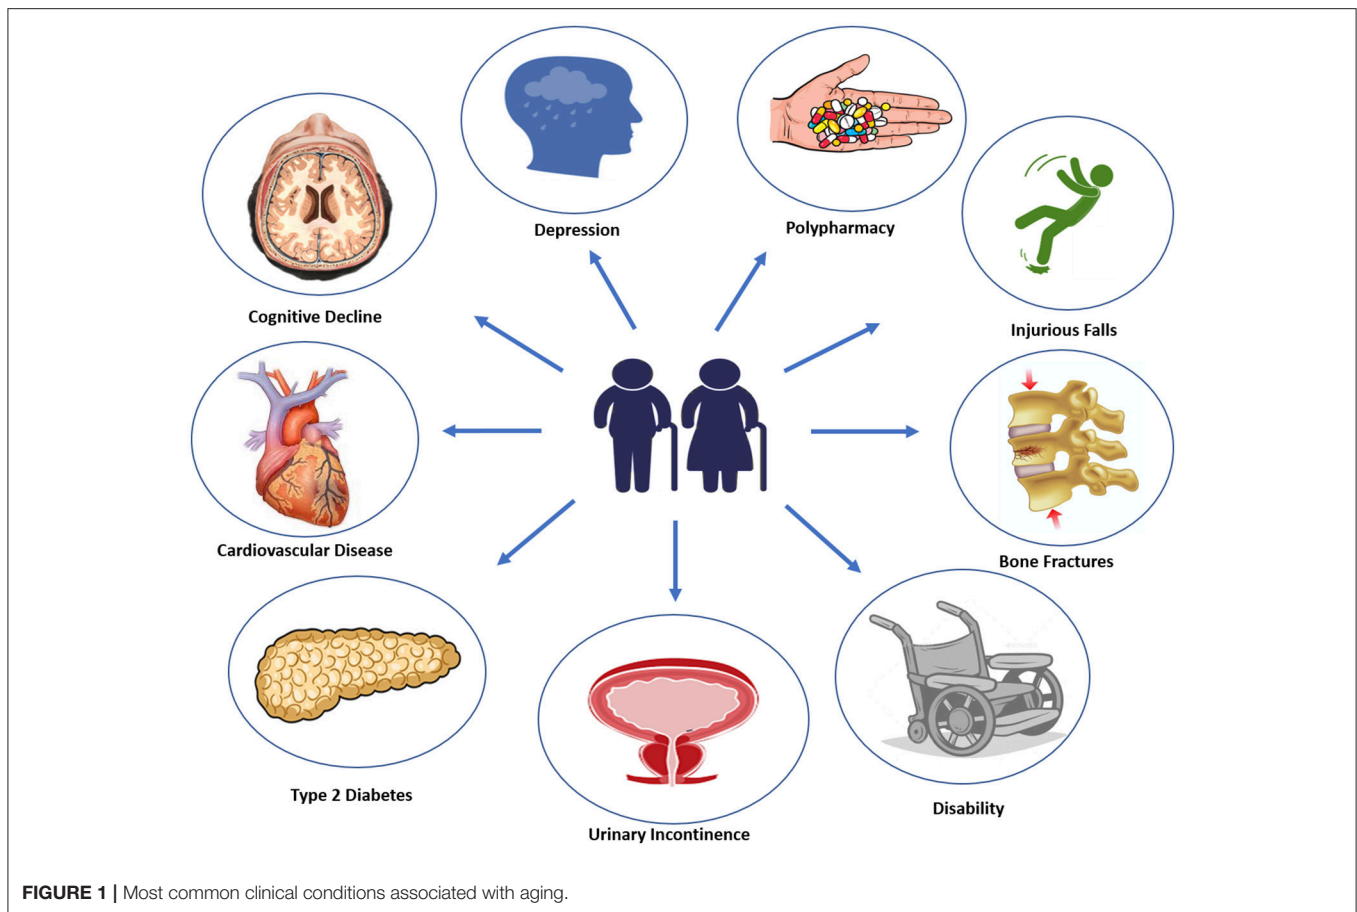 Depression
Polypharmacy
Cognitive Decline
Injurious Falls
Cardiovascular Disease
Bone Fractures
Type 2 Diabetes
Disability
Urinary Incontinence
FIGURE 1 | Most common clinical conditions associated with aging.